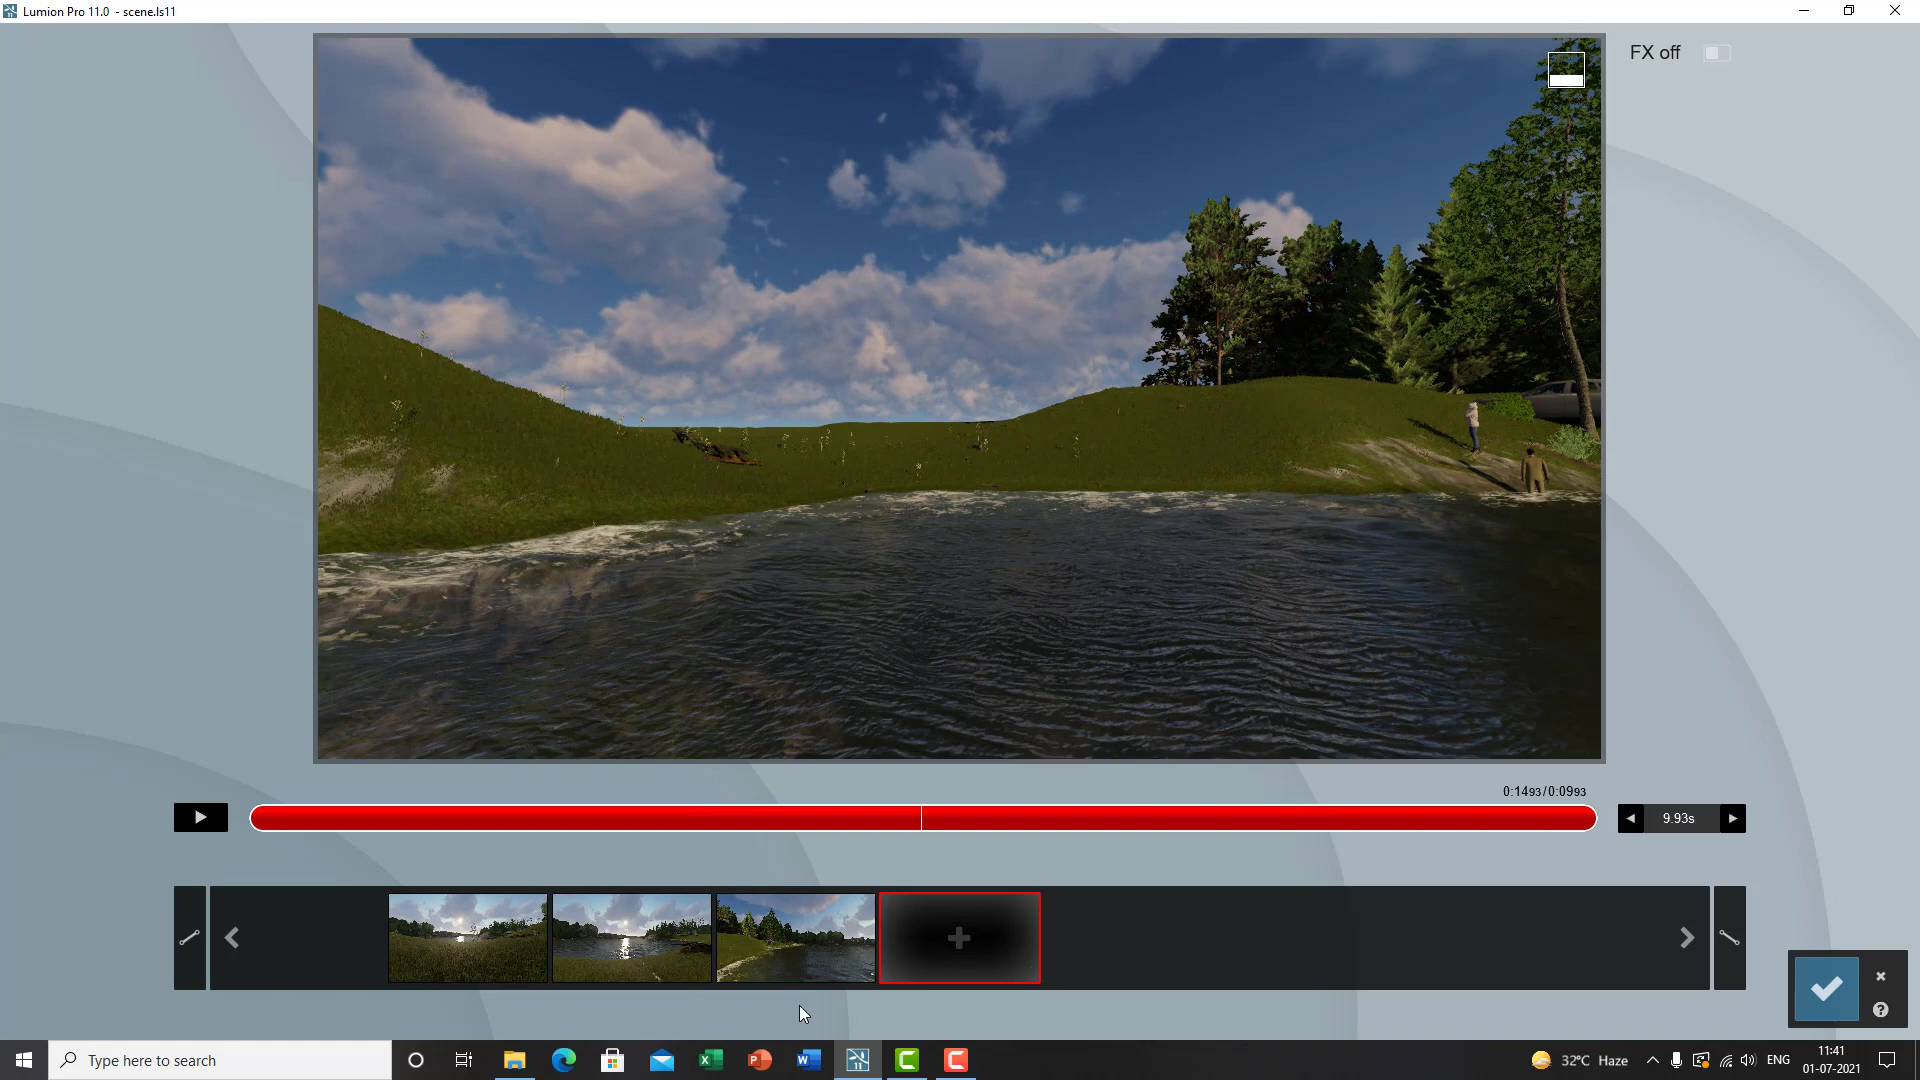 Lumion Pro 11.0 - scene.ls11
FX off
0:1493/0:0993
9.93s
Type here to search
32°C Haze
ENG
11:41
01-07-2021